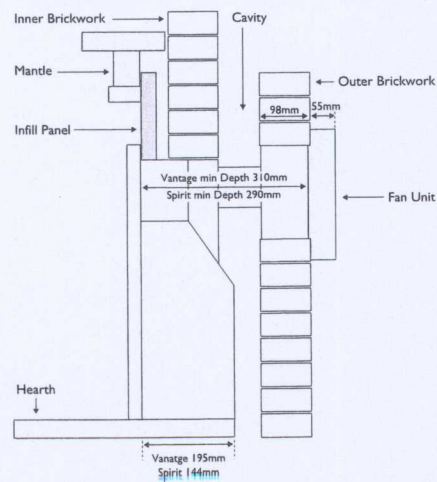 Inner Brickwork
Cavity
Mantle
Outer Brickwork
98mm
55mm
Infill Panel
Vantage min Depth 310mm
Spirit min Depth 290mm
Fan Unit
Hearth
Vanatge 195mm
Spirit 144mm